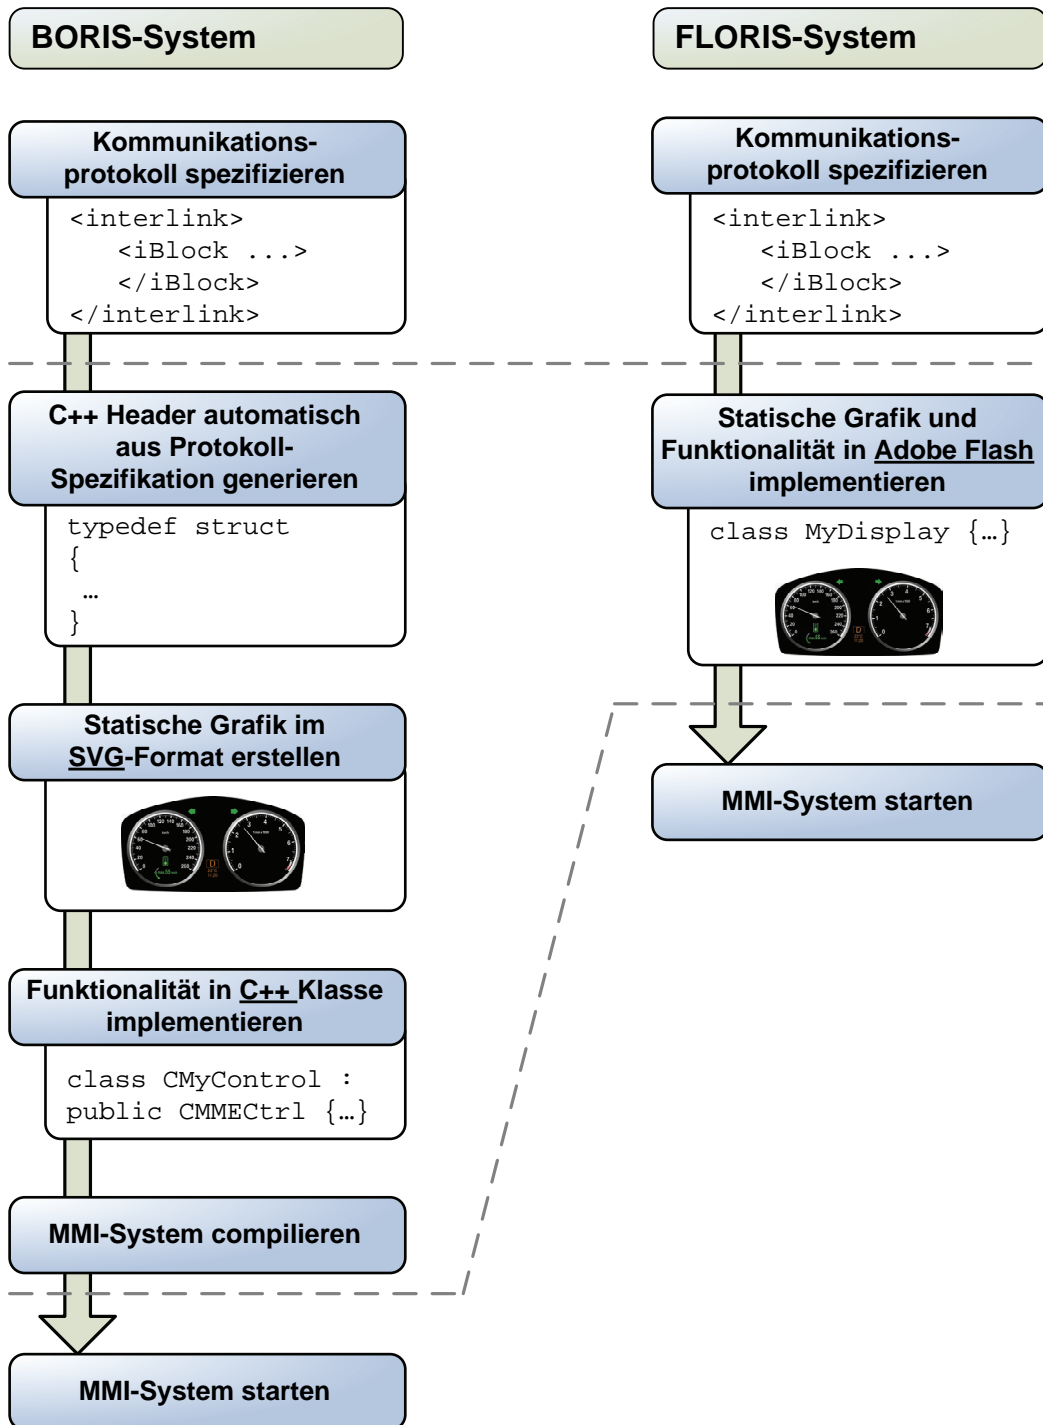 BORIS-System
Kommunikations-
protokoll spezifizieren
<interlink>
<iBlock ...>
</iBlock>
</interlink>
C++ Header automatisch
aus Protokoll-
Spezifikation generieren
typedef struct
{
…
}
Statische Grafik im
SVG-Format erstellen
Funktionalität in C++ Klasse
implementieren
class CMyControl :
public CMMECtrl {…}
MMI-System compilieren
MMI-System starten
FLORIS-System
Kommunikations-
protokoll spezifizieren
<interlink>
<iBlock ...>
</iBlock>
</interlink>
Statische Grafik und
Funktionalität in Adobe Flash
implementieren
class MyDisplay {…}
MMI-System starten